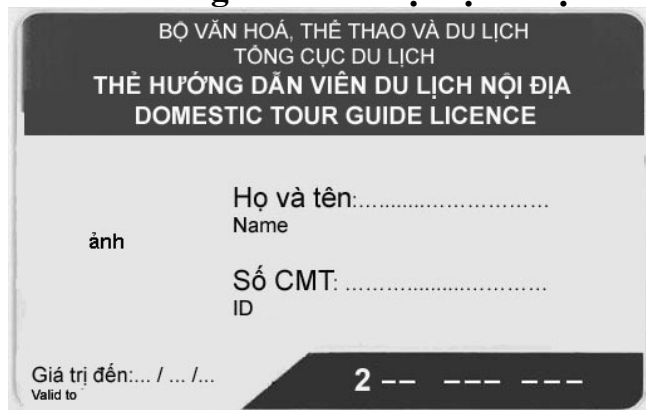 BỘ VĂN HOÁ, THỂ THAO VÀ DU LỊCH
TỔNG CỤC DU LỊCH
THẺ HƯỚNG DẪN VIÊN DU LỊCH NỘI ĐỊA
DOMESTIC TOUR GUIDE LICENCE
Họ và tên:..............................
Name
ảnh
Số CMT: ..............................
ID
Giá trị đến:... / ... /...
Valid to
2 –– ––– –––